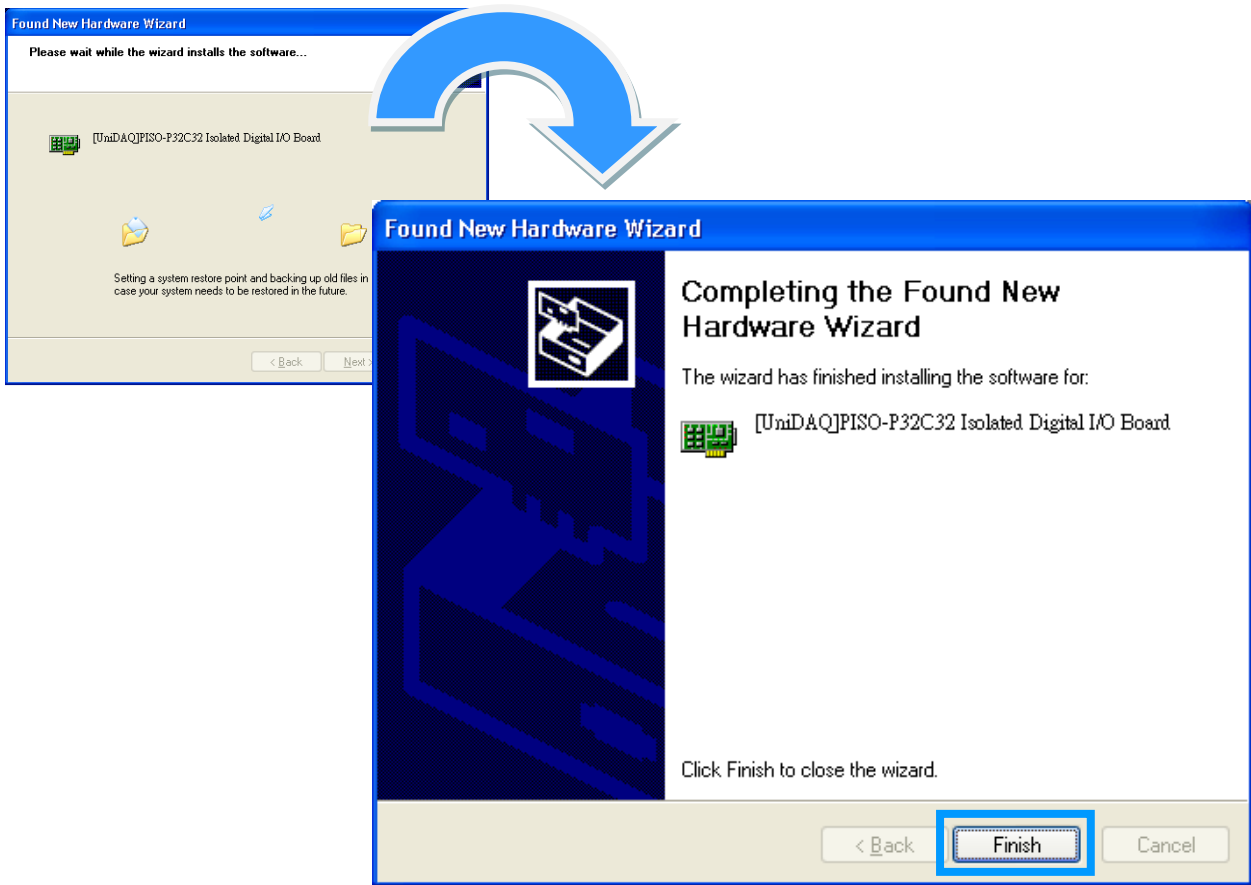 Found New Hardware Wizard
Please wait while the wizard installs the software...
[UniDAQ]PISO-P32C32 Isolated Digital I/O Board
Setting a system restore point and backing up old files in
case your system needs to be restored in the future.
< Back Next >
Found New Hardware Wizard
Completing the Found New
Hardware Wizard
The wizard has finished installing the software for:
[UniDAQ]PISO-P32C32 Isolated Digital I/O Board
Click Finish to close the wizard.
< Back Finish Cancel